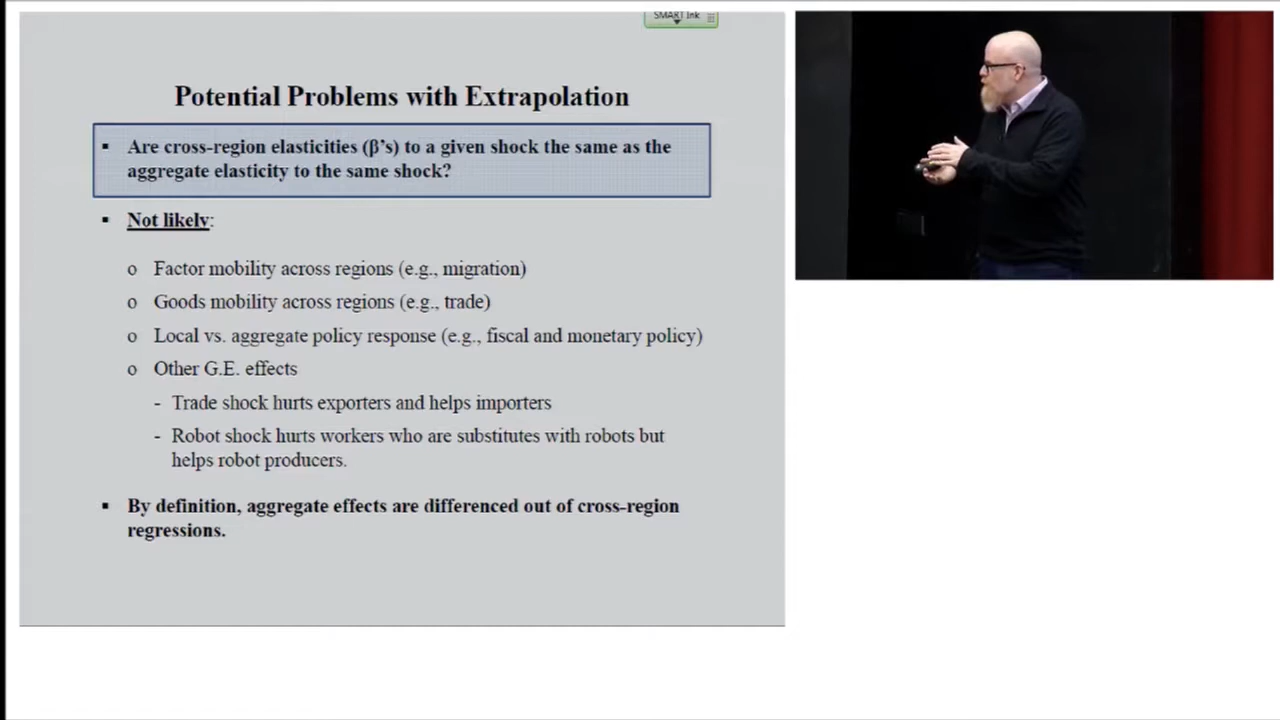 SMART Ink
Potential Problems with Extrapolation
▪ Are cross-region elasticities (β’s) to a given shock the same as the
aggregate elasticity to the same shock?
▪ Not likely:
o Factor mobility across regions (e.g., migration)
o Goods mobility across regions (e.g., trade)
o Local vs. aggregate policy response (e.g., fiscal and monetary policy)
o Other G.E. effects
- Trade shock hurts exporters and helps importers
- Robot shock hurts workers who are substitutes with robots but
helps robot producers.
▪ By definition, aggregate effects are differenced out of cross-region
regressions.